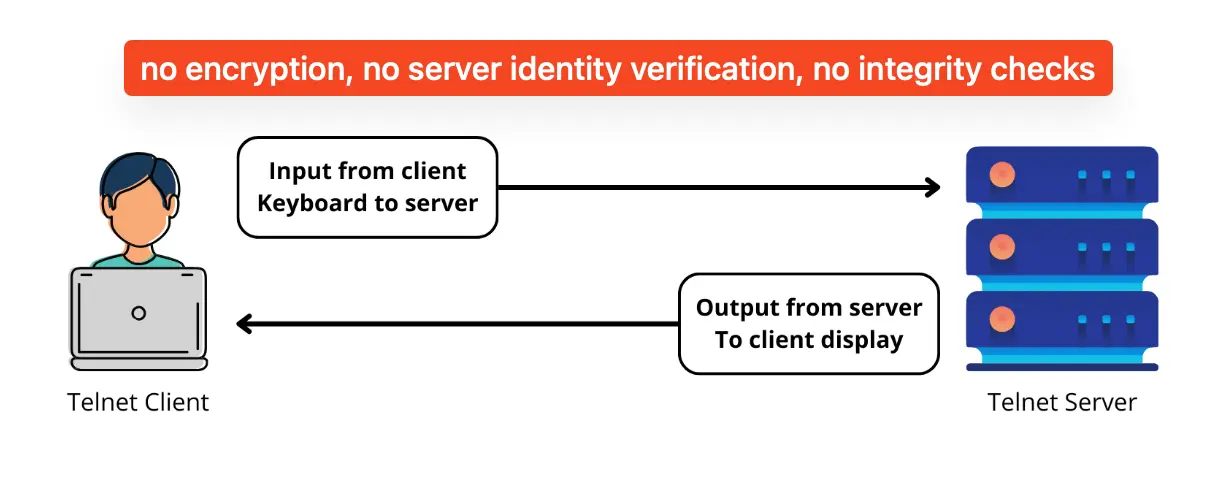 no encryption, no server identity verification, no integrity checks
Input from client
Keyboard to server
Output from server
To client display
Telnet Client
Telnet Server